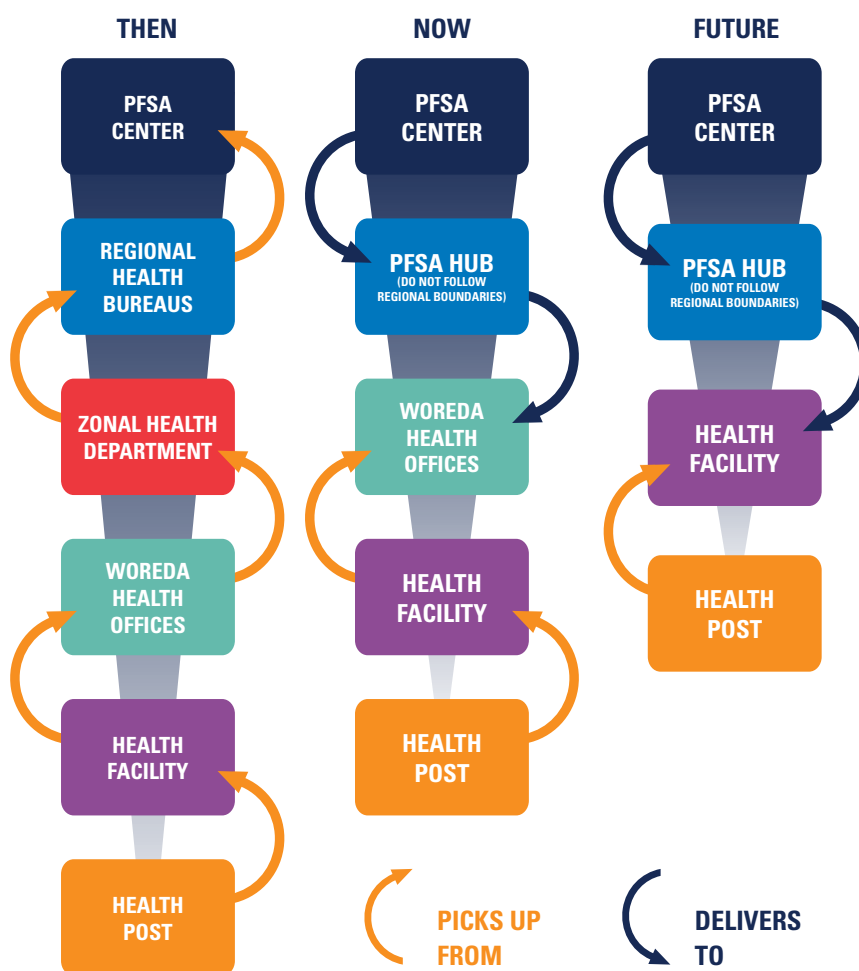 THEN
PFSA
CENTER
REGIONAL
HEALTH
BUREAUS
ZONAL HEALTH
DEPARTMENT
WOREDA
HEALTH
OFFICES
HEALTH
FACILITY
HEALTH
POST
NOW
PFSA
CENTER
PFSA HUB
(DO NOT FOLLOW
REGIONAL BOUNDARIES)
WOREDA
HEALTH
OFFICES
HEALTH
FACILITY
HEALTH
POST
FUTURE
PFSA
CENTER
PFSA HUB
(DO NOT FOLLOW
REGIONAL BOUNDARIES)
HEALTH
FACILITY
HEALTH
POST
PICKS UP
FROM
DELIVERS
TO